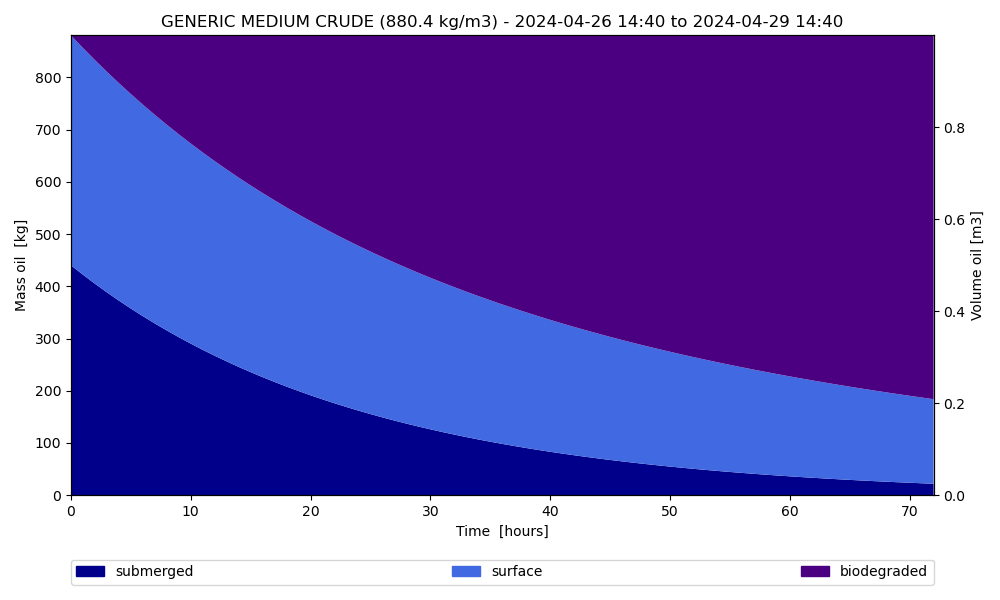 GENERIC MEDIUM CRUDE (880.4 kg/m3) - 2024-04-26 14:40 to 2024-04-29 14:40
Mass oil  [kg]
800
700
600
500
400
300
200
100
0
0.8
0.6
0.4
0.2
0.0
Volume oil [m3]
0 10 20 30 40 50 60 70
Time  [hours]
submerged surface biodegraded